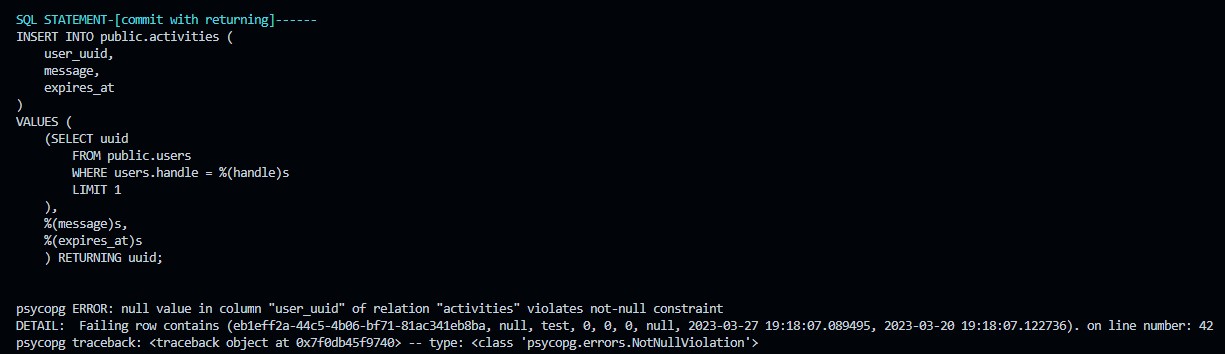 SQL STATEMENT-[commit with returning]------
INSERT INTO public.activities (
user_uuid,
message,
expires_at
)
VALUES (
(SELECT uuid
FROM public.users
WHERE users.handle = %(handle)s
LIMIT 1
),
%(message)s,
%(expires_at)s
) RETURNING uuid;
psycopg ERROR: null value in column "user_uuid" of relation "activities" violates not-null constraint
DETAIL:  Failing row contains (eb1eff2a-44c5-4b06-bf71-81ac341eb8ba, null, test, 0, 0, 0, null, 2023-03-27 19:18:07.089495, 2023-03-20 19:18:07.122736). on line number: 42
psycopg traceback: <traceback object at 0x7f0db45f9740> -- type: <class 'psycopg.errors.NotNullViolation'>